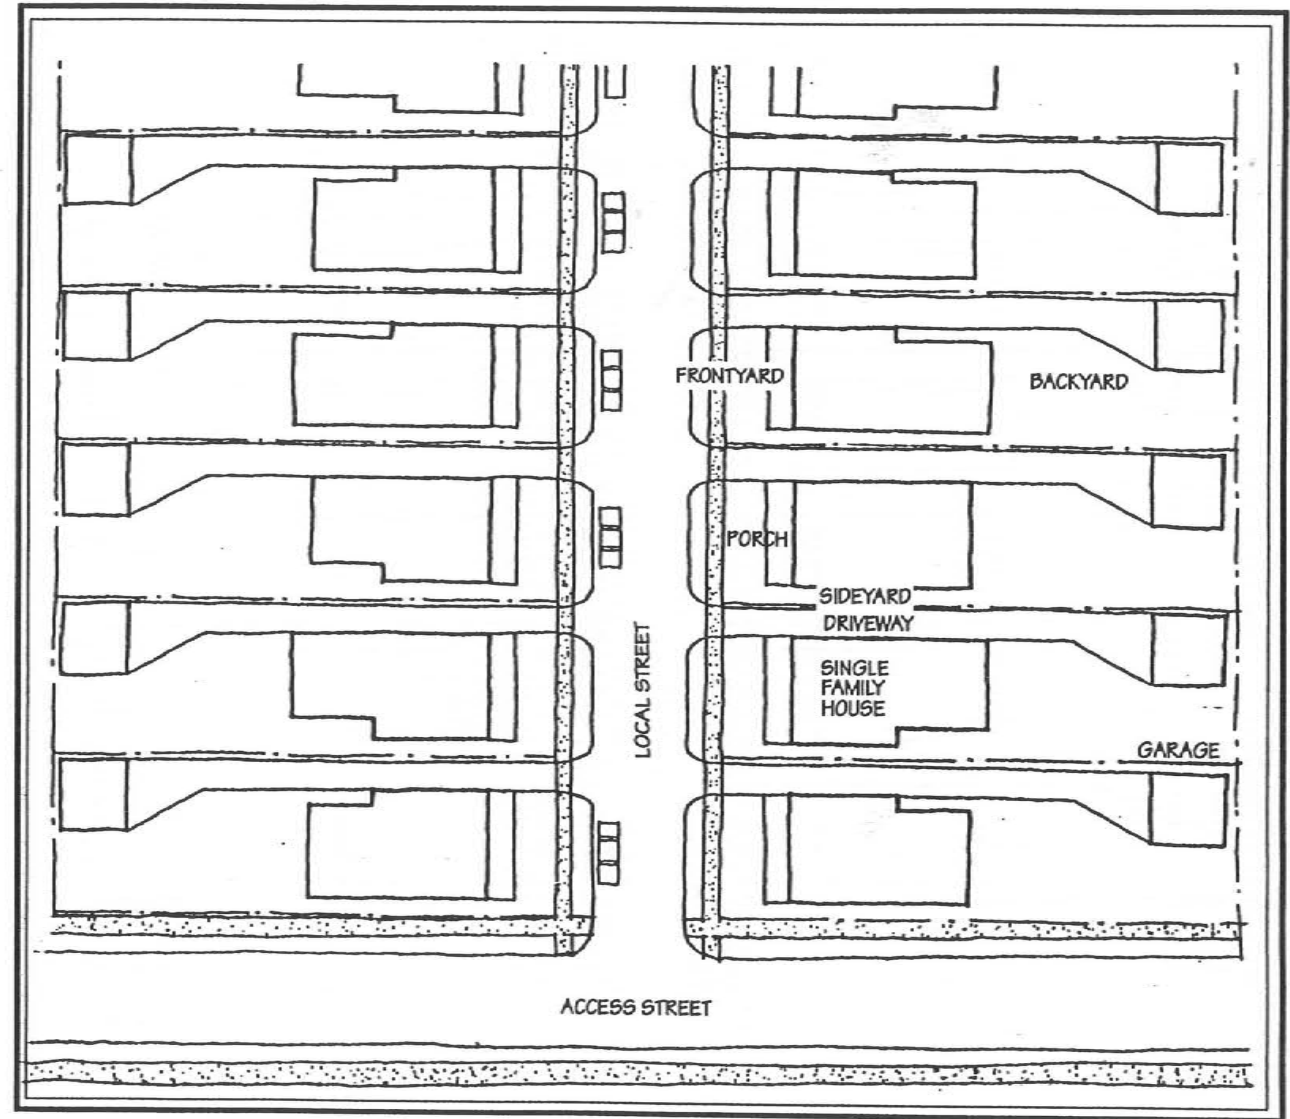 FRONTYARD
BACKYARD
PORCH
SIDEYARD
DRIVEWAY
LOCAL STREET
SINGLE
FAMILY
HOUSE
GARAGE
ACCESS STREET